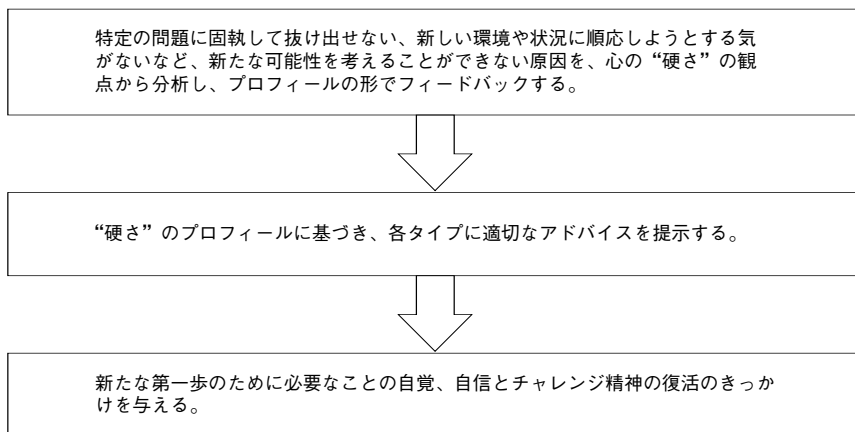 特定の問題に固執して抜け出せない、新しい環境や状況に順応しようとする気
がないなど、新たな可能性を考えることができない原因を、心の“硬さ”の観
点から分析し、プロフィールの形でフィードバックする。
“硬さ”のプロフィールに基づき、各タイプに適切なアドバイスを提示する。
新たな第一歩のために必要なことの自覚、自信とチャレンジ精神の復活のきっか
けを与える。